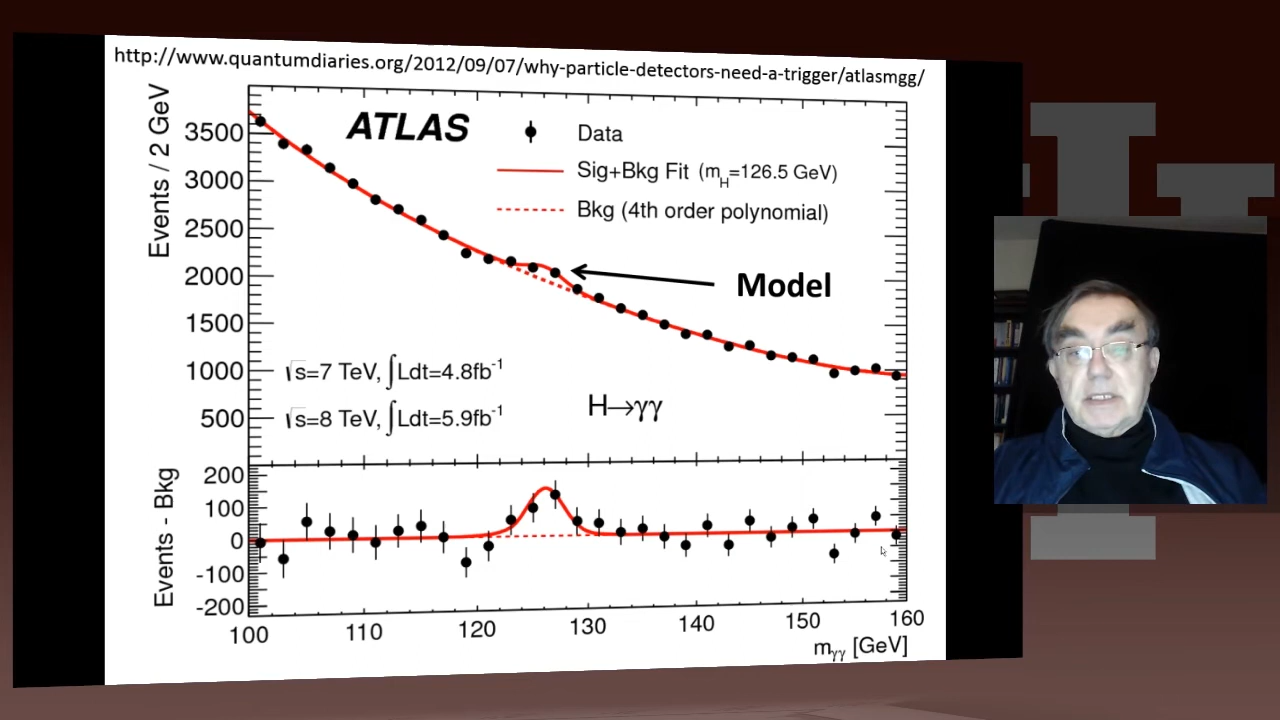 http://www.quantumdiaries.org/2012/09/07/why-particle-detectors-need-a-trigger/atlasmgg/
Events / 2 GeV
3500
3000
2500
2000
1500
1000
500
ATLAS
Data
Sig+Bkg Fit (mH=126.5 GeV)
Bkg (4th order polynomial)
Model
√s=7 TeV, ∫Ldt=4.8fb⁻¹
√s=8 TeV, ∫Ldt=5.9fb⁻¹
H→γγ
Events - Bkg
200
100
0
-100
-200
100 110 120 130 140 150 160
mγγ [GeV]